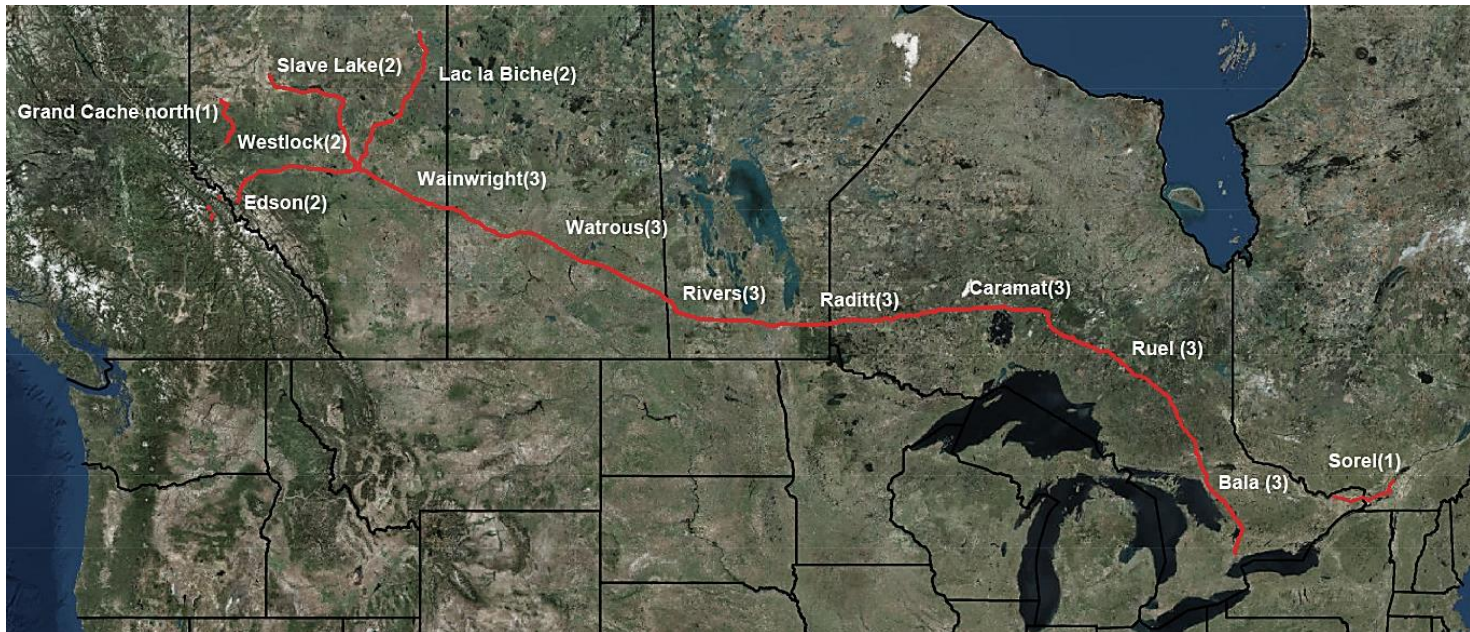 Slave Lake(2)
Lac la Biche(2)
Grand Cache north(1)
Westlock(2)
Wainwright(3)
Edson(2)
Watrous(3)
Rivers(3)
Raditt(3)
Caramat(3)
Ruel (3)
Sorel(1)
Bala (3)